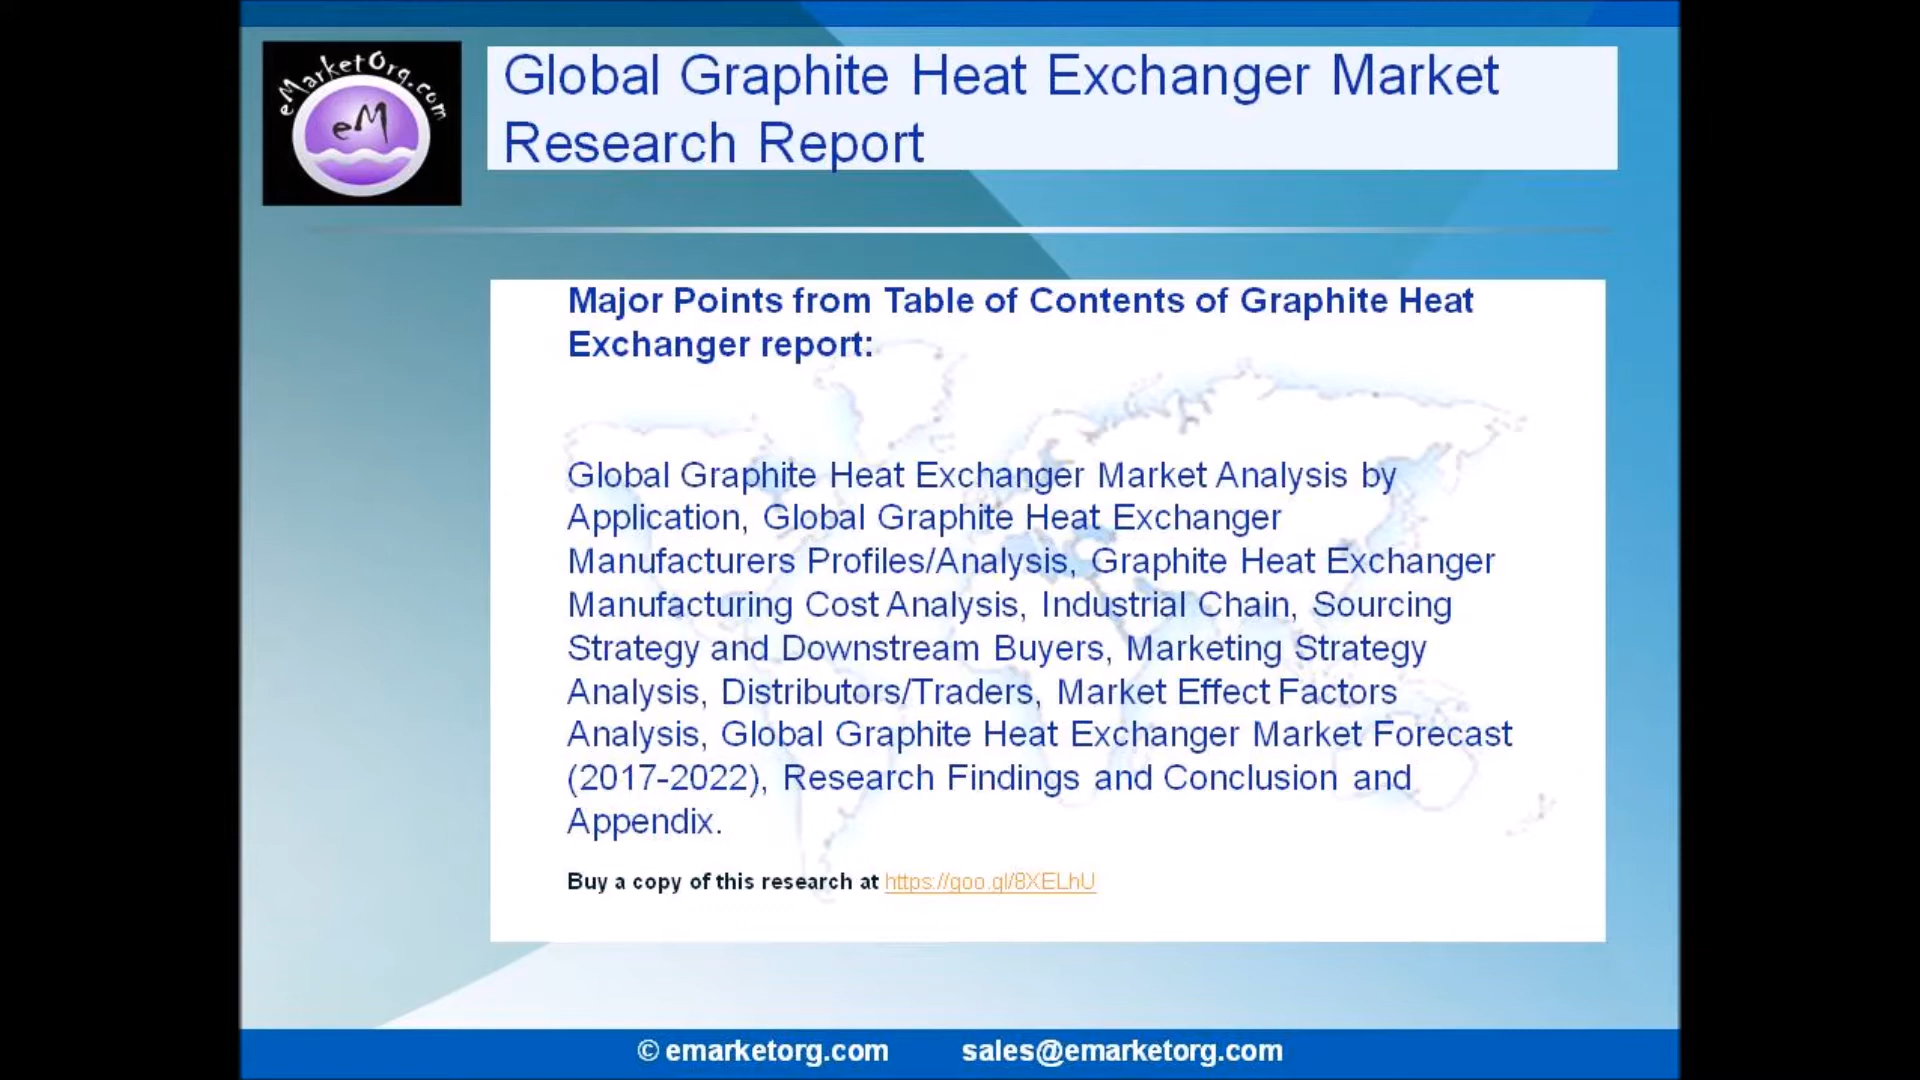 eMarketOrg.com
eM
Global Graphite Heat Exchanger Market
Research Report
Major Points from Table of Contents of Graphite Heat
Exchanger report:
Global Graphite Heat Exchanger Market Analysis by
Application, Global Graphite Heat Exchanger
Manufacturers Profiles/Analysis, Graphite Heat Exchanger
Manufacturing Cost Analysis, Industrial Chain, Sourcing
Strategy and Downstream Buyers, Marketing Strategy
Analysis, Distributors/Traders, Market Effect Factors
Analysis, Global Graphite Heat Exchanger Market Forecast
(2017-2022), Research Findings and Conclusion and
Appendix.
Buy a copy of this research at https://goo.gl/8XELhU
© emarketorg.com sales@emarketorg.com